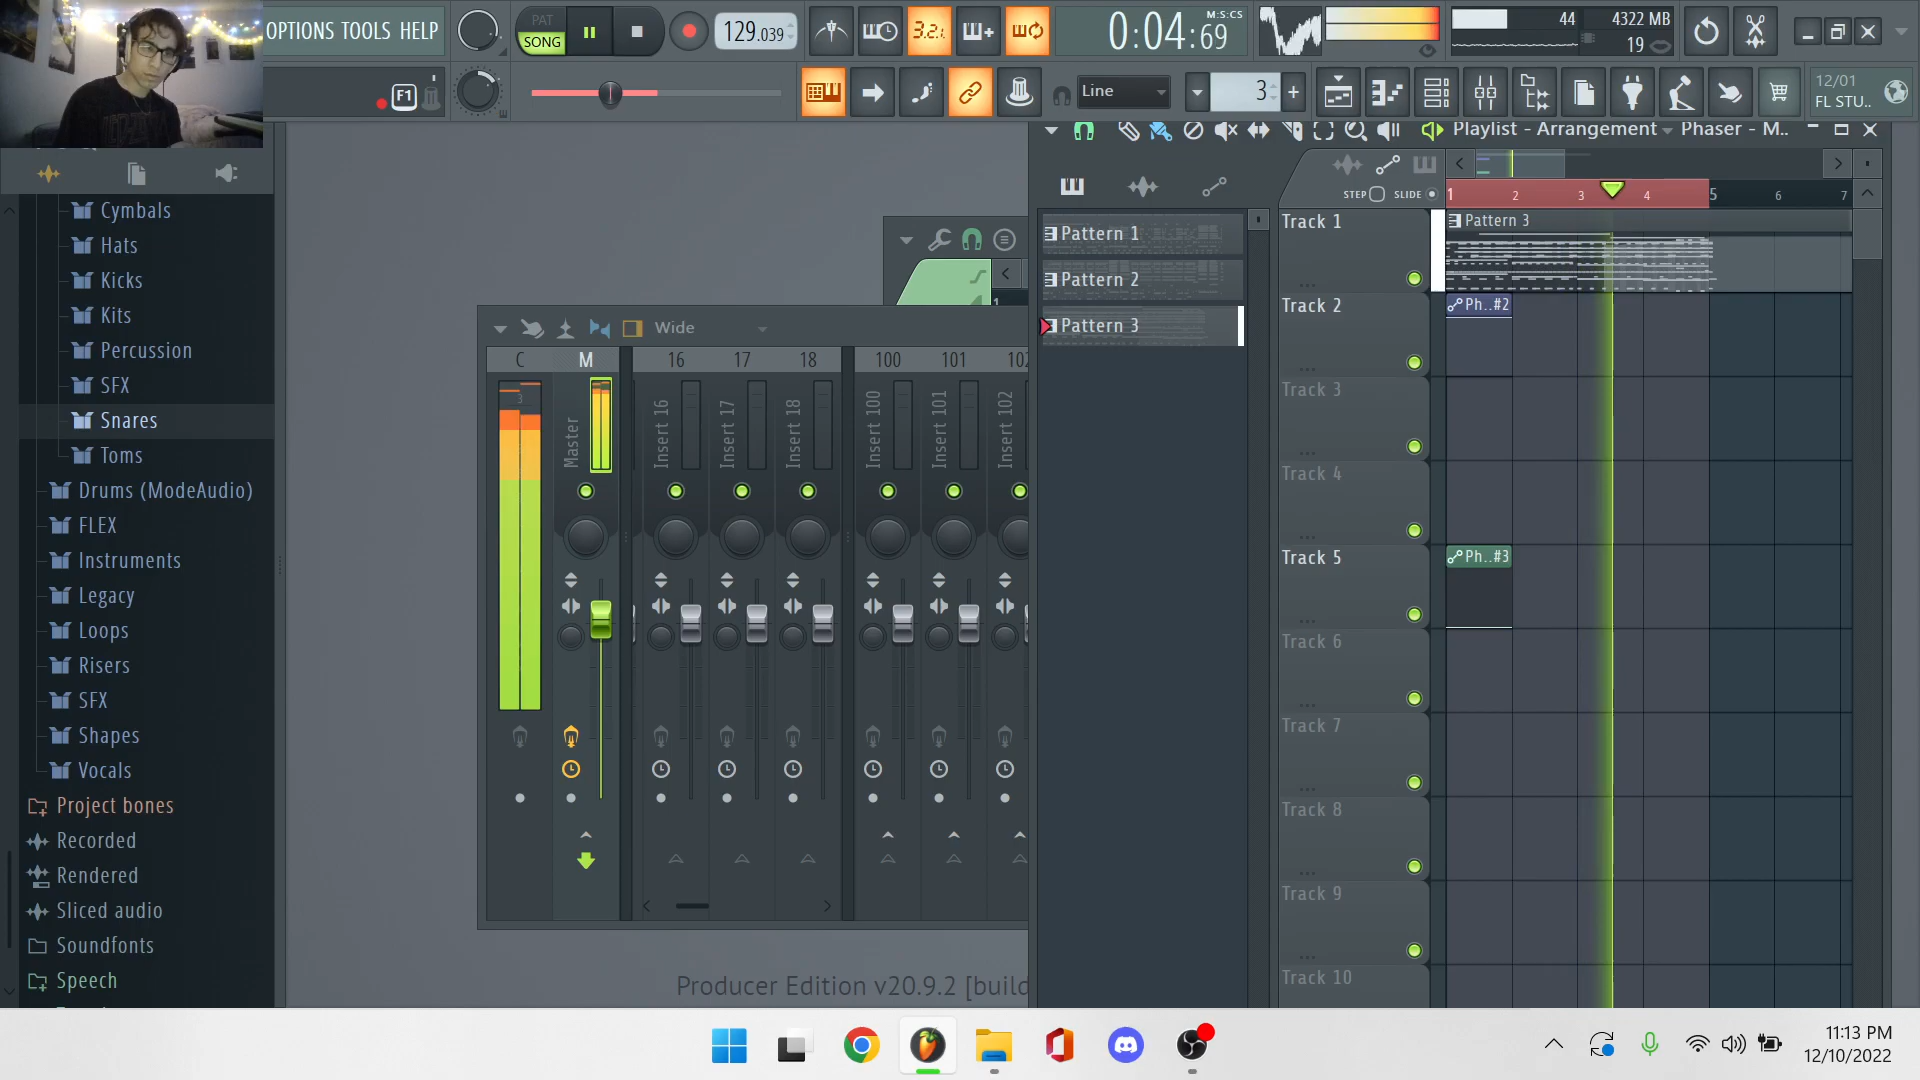 OPTIONS TOOLS HELP
PAT
SONG
129.039
3.2.
M:S:CS
0:04:69
44
4322 MB
19
F1
Line
3
12/01
FL STU..
Playlist - Arrangement
Phaser - M..
STEP
SLIDE
1 2 3 4 5 6 7
Cymbals
Hats
Kicks
Kits
Percussion
SFX
Snares
Toms
Drums (ModeAudio)
FLEX
Instruments
Legacy
Loops
Risers
SFX
Shapes
Vocals
Project bones
Recorded
Rendered
Sliced audio
Soundfonts
Speech
Wide
C M 16 17 18 100 101 102
3
Master
Insert 16
Insert 17
Insert 18
Insert 100
Insert 101
Insert 102
1
Producer Edition v20.9.2 [build
Pattern 1
Pattern 2
Pattern 3
Track 1
Pattern 3
Track 2
Ph..#2
Track 3
Track 4
Track 5
Ph..#3
Track 6
Track 7
Track 8
Track 9
Track 10
11:13 PM
12/10/2022